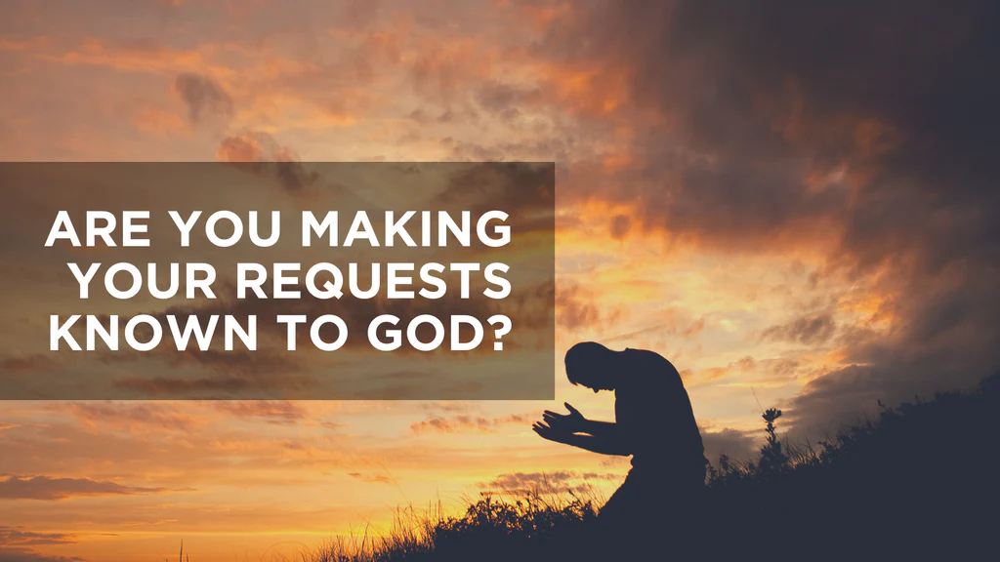 ARE YOU MAKING
YOUR REQUESTS
KNOWN TO GOD?